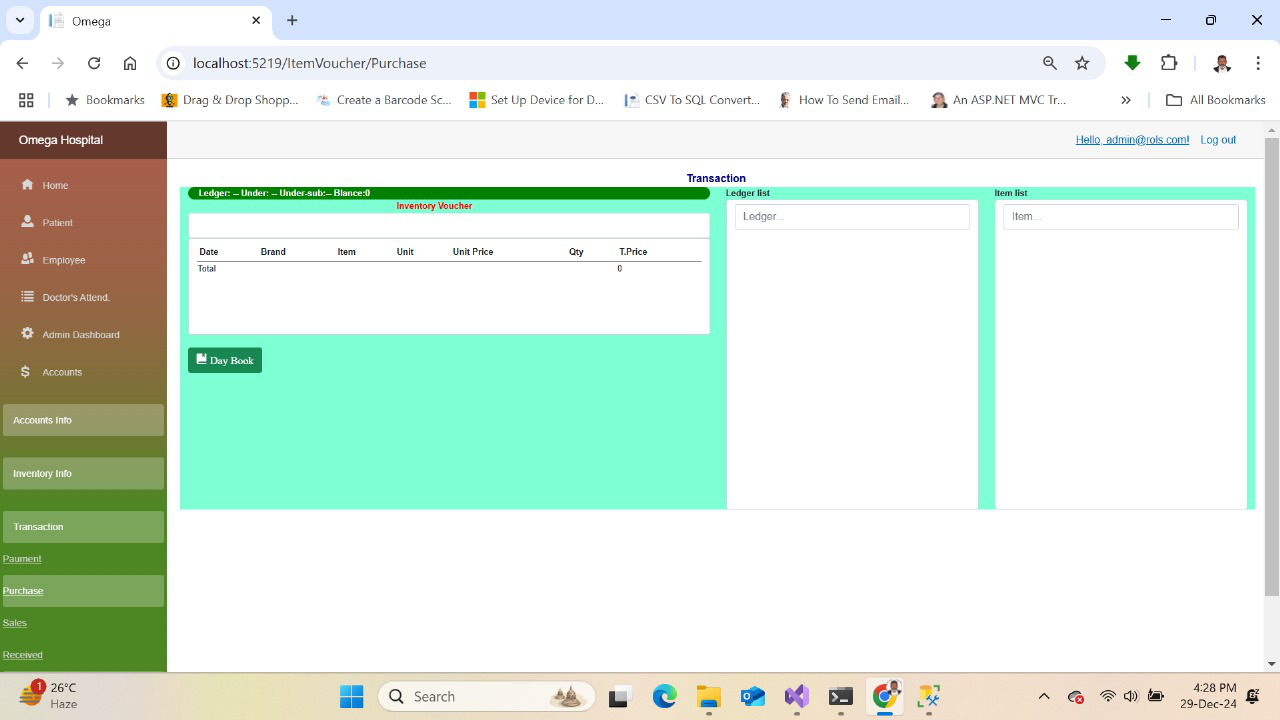 Omega
localhost:5219/ItemVoucher/Purchase
Bookmarks Drag & Drop Shopp... Create a Barcode Sc... Set Up Device for D... CSV To SQL Convert... How To Send Email... An ASP.NET MVC Tr... » All Bookmarks
Omega Hospital
Hello, admin@rols.com! Log out
Home
Patient
Employee
Doctor's Attend.
Admin Dashboard
Accounts
Accounts Info
Inventory Info
Transaction
Paument
Purchase
Sales
Received
Transaction
Ledger: -- Under: -- Under-sub:-- Blance:0
Inventory Voucher
Date Brand Item Unit Unit Price Qty T.Price
Total 0
Day Book
Ledger list
Ledger...
Item list
Item...
1
26°C
Haze
Search
4:28 PM
29-Dec-24